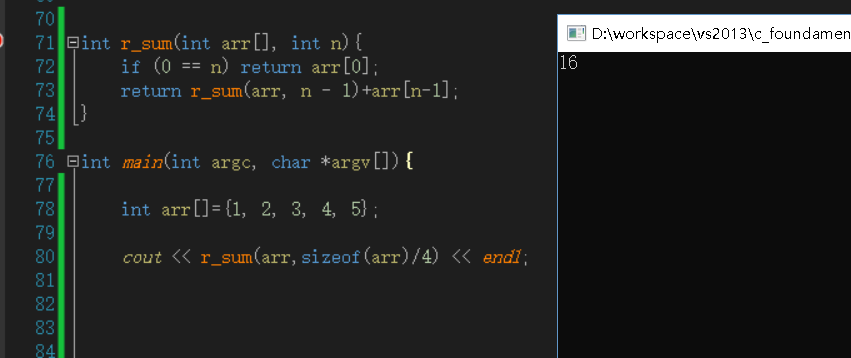 70
71 int r_sum(int arr[], int n){
72 if (0 == n) return arr[0];
73 return r_sum(arr, n - 1)+arr[n-1];
74 }
75
76 int main(int argc, char *argv[]){
77
78 int arr[]={1, 2, 3, 4, 5};
79
80 cout << r_sum(arr,sizeof(arr)/4) << endl;
81
82
83
84
D:\workspace\vs2013\c_foundamen
16